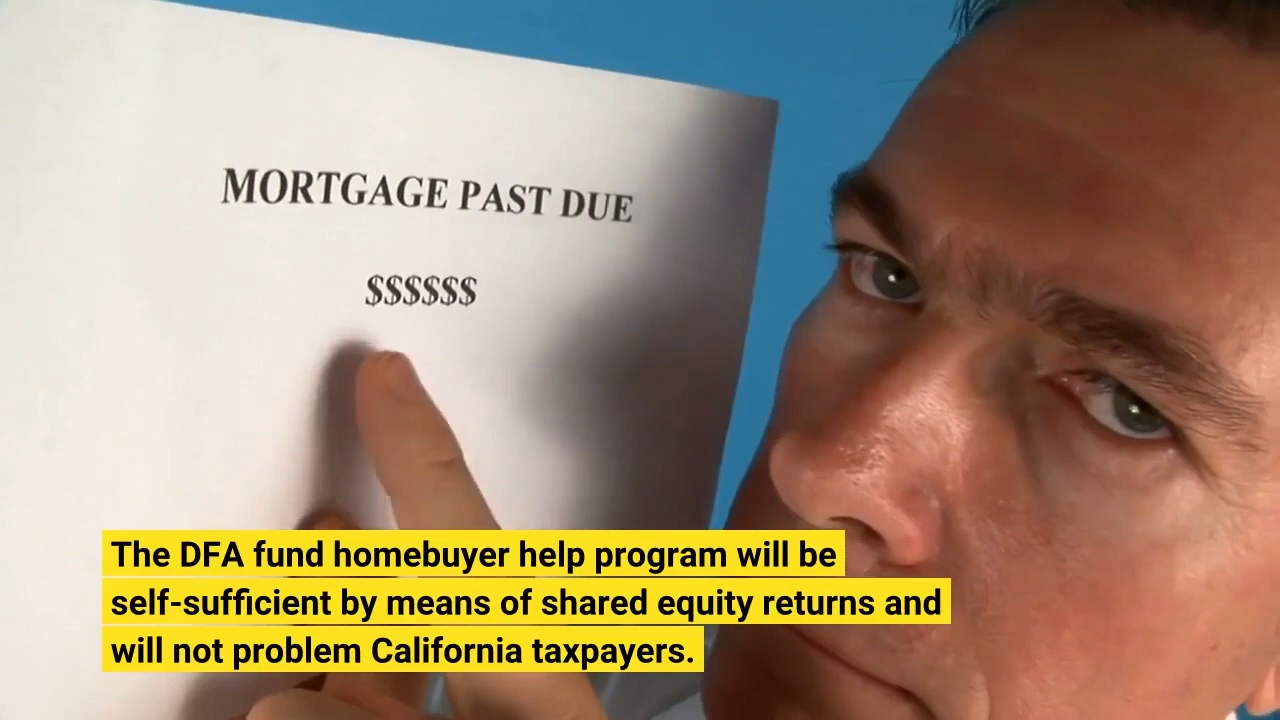 MORTGAGE PAST DUE
$$$$$$
The DFA fund homebuyer help program will be
self-sufficient by means of shared equity returns and
will not problem California taxpayers.